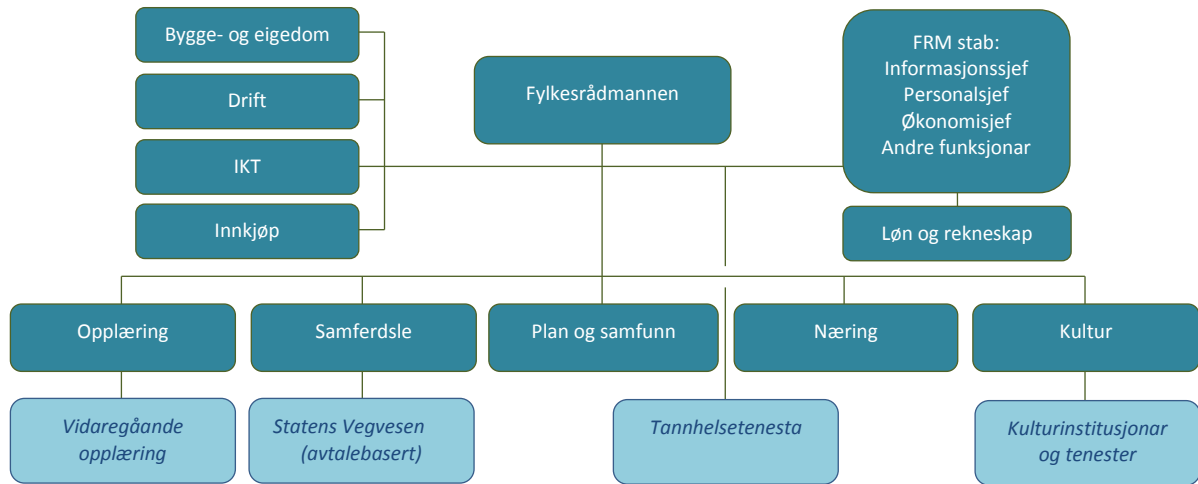 Bygge- og eigedom
Drift
IKT
Innkjøp
Fylkesrådmannen
FRM stab:
Informasjonssjef
Personalsjef
Økonomisjef
Andre funksjonar
Løn og rekneskap
Opplæring
Samferdsle
Plan og samfunn
Næring
Kultur
Vidaregåande
opplæring
Statens Vegvesen
(avtalebasert)
Tannhelsetenesta
Kulturinstitusjonar
og tenester